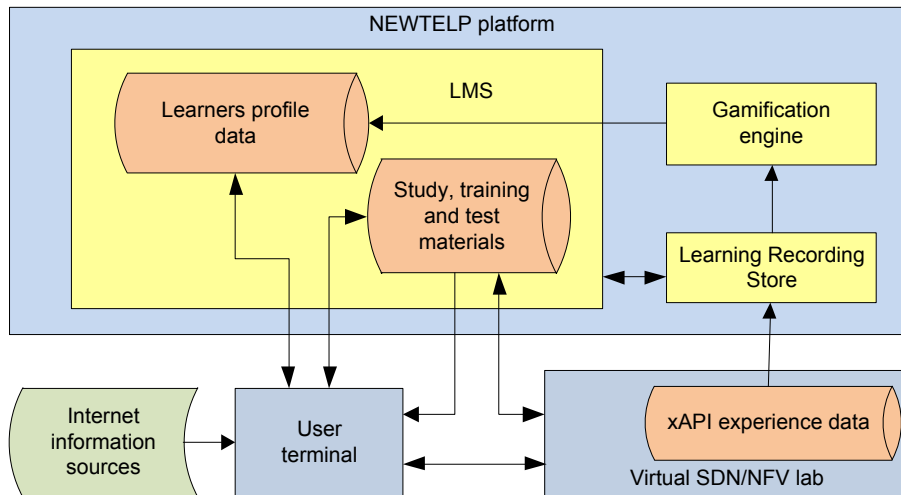 NEWTELP platform
LMS
Learners profile
data
Gamification
engine
Study, training
and test
materials
Learning Recording
Store
Internet
information
sources
User
terminal
xAPI experience data
Virtual SDN/NFV lab